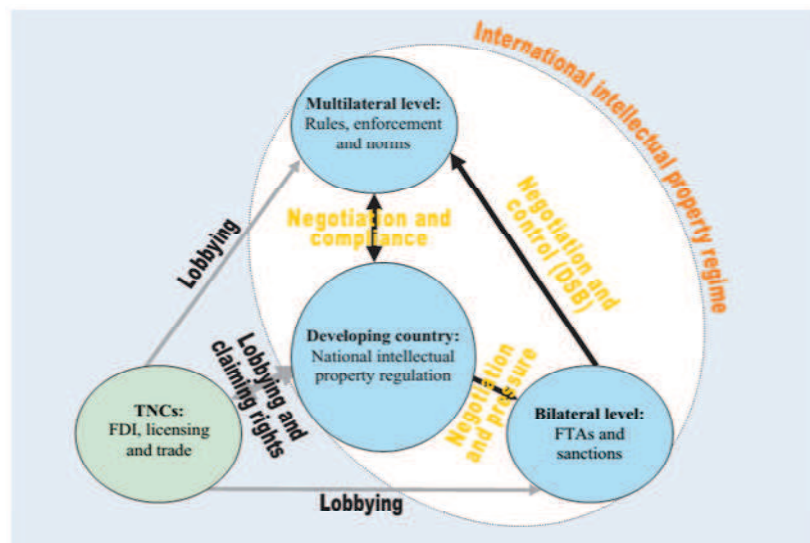 International intellectual property regime
Multilateral level:
Rules, enforcement
and norms
Negotiation and
compliance
Negotiation and
control (DSB)
Lobbying
Developing country:
National intellectual
property regulation
Lobbying and
claiming rights
Negotiation
and pressure
TNCs:
FDI, licensing
and trade
Bilateral level:
FTAs and
sanctions
Lobbying